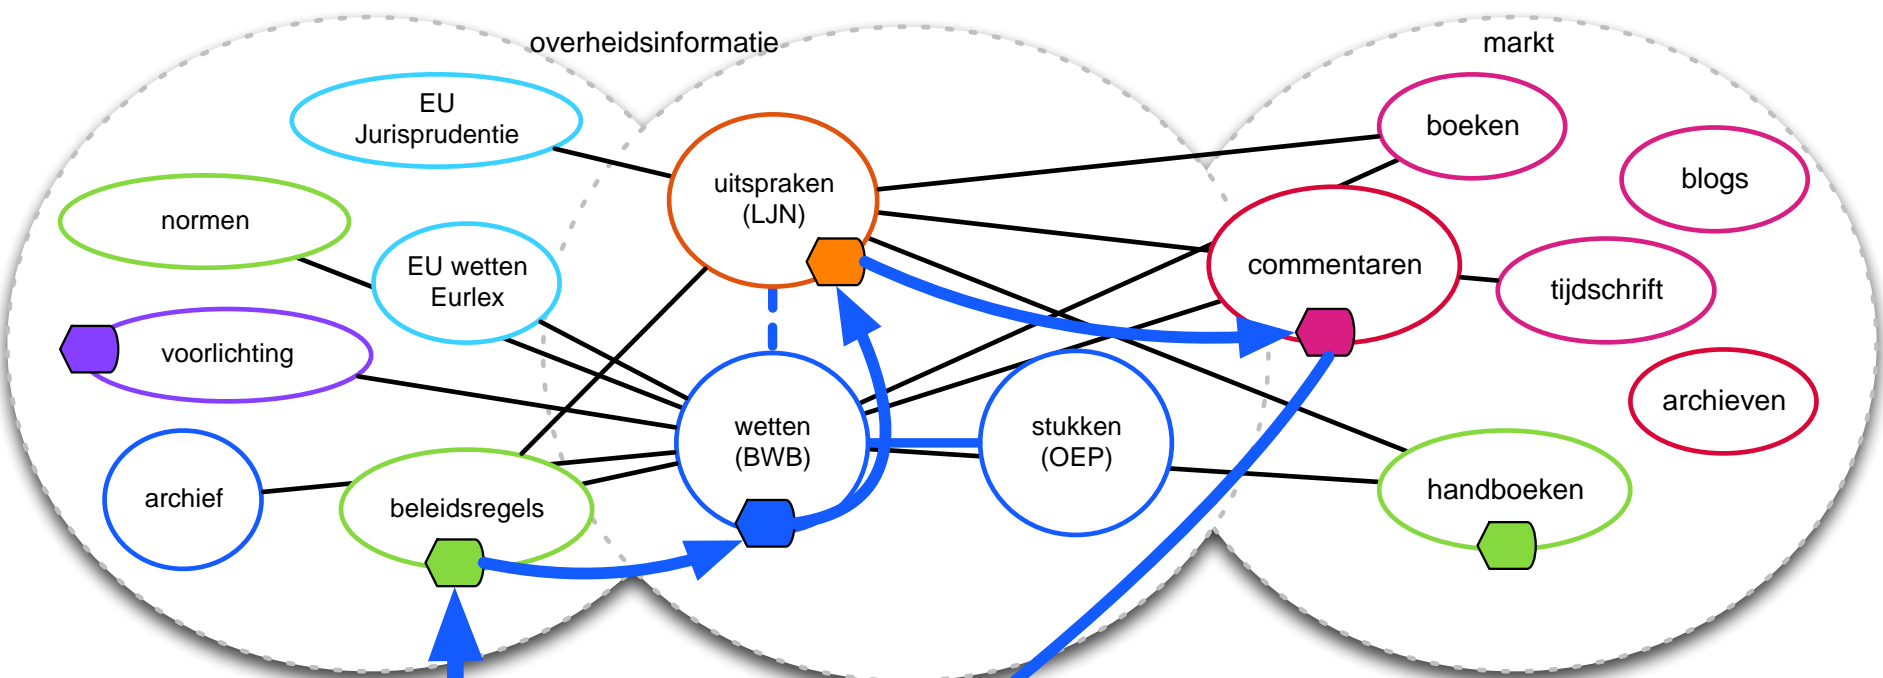 overheidsinformatie
markt
EU
Jurisprudentie
uitspraken
(LJN)
boeken
blogs
normen
EU wetten
Eurlex
commentaren
tijdschrift
voorlichting
archieven
wetten
(BWB)
stukken
(OEP)
archief
beleidsregels
handboeken